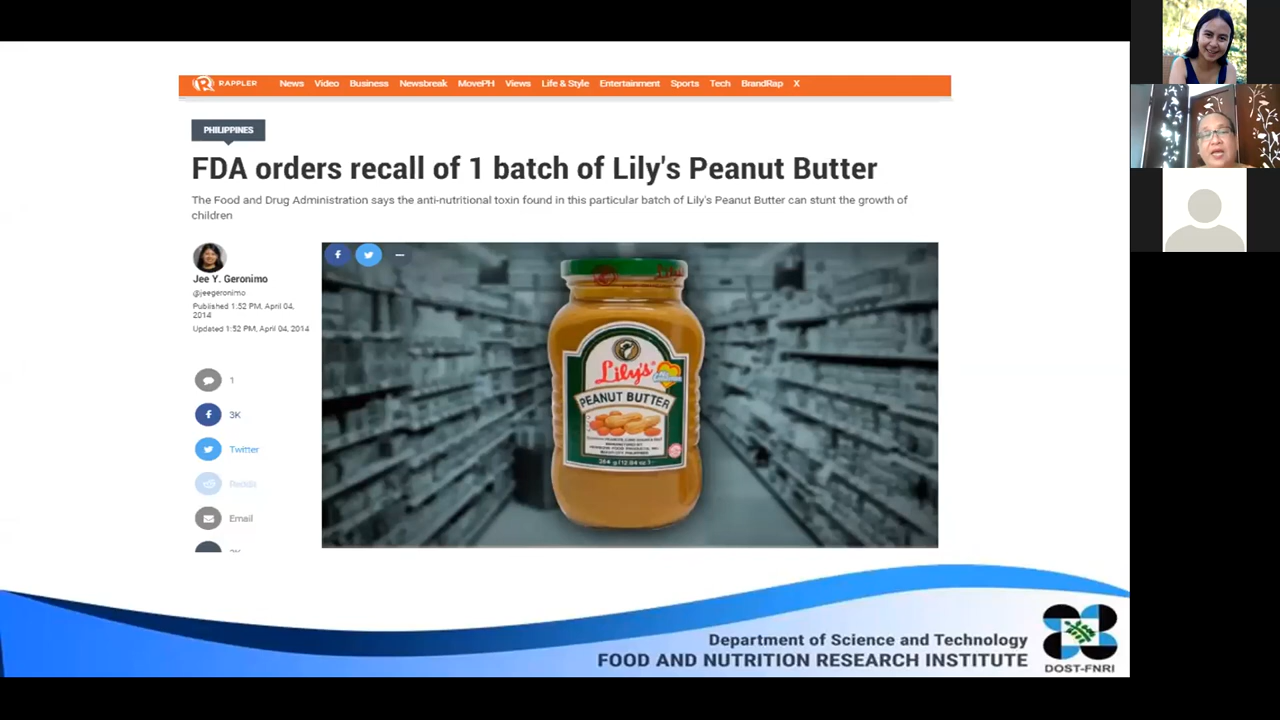 RAPPLER News Video Business Newsbreak MovePH Views Life & Style Entertainment Sports Tech BrandRap X
PHILIPPINES
FDA orders recall of 1 batch of Lily's Peanut Butter
The Food and Drug Administration says the anti-nutritional toxin found in this particular batch of Lily's Peanut Butter can stunt the growth of
children
Jee Y. Geronimo
@jeegeronimo
Published 1:52 PM, April 04,
2014
Updated 1:52 PM, April 04, 2014
1
3K
Twitter
Reddit
Email
Lily's
PEANUT BUTTER
Department of Science and Technology
FOOD AND NUTRITION RESEARCH INSTITUTE
DOST-FNRI